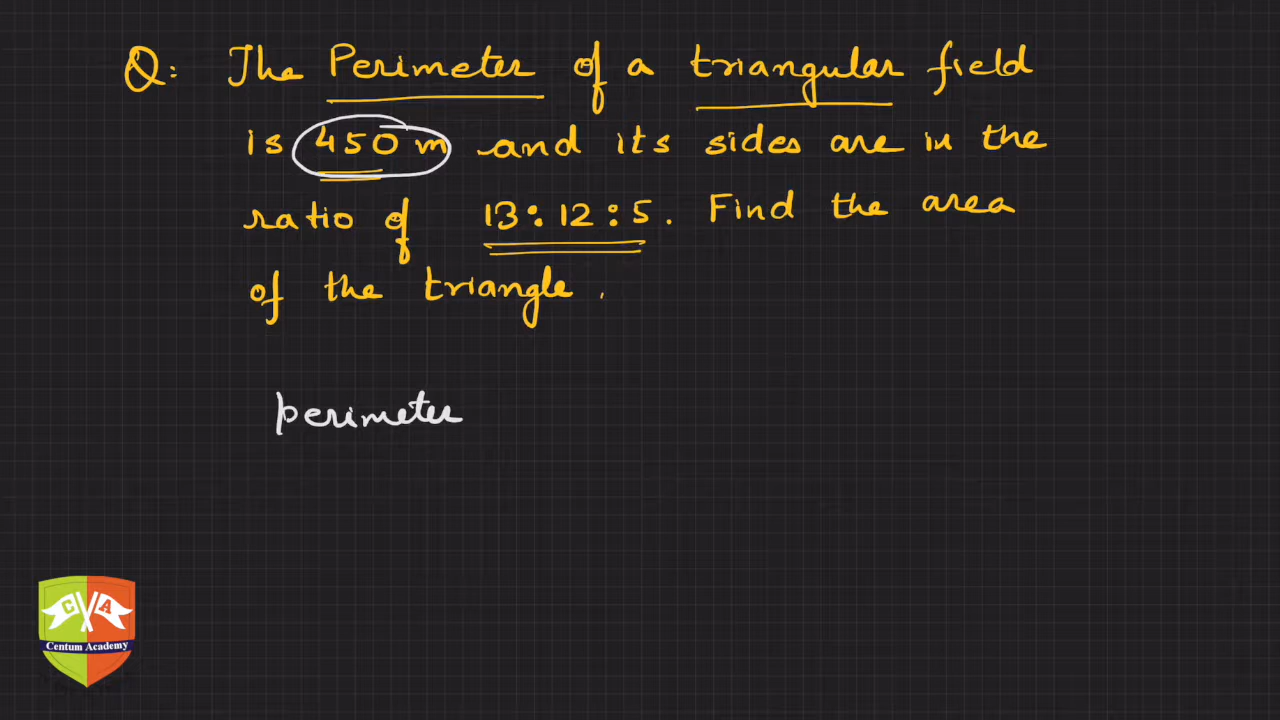 Q: The Perimeter of a triangular field
is 450 m and its sides are in the
ratio of 13:12:5. Find the area
of the triangle.
perimeter
C A
Centum Academy